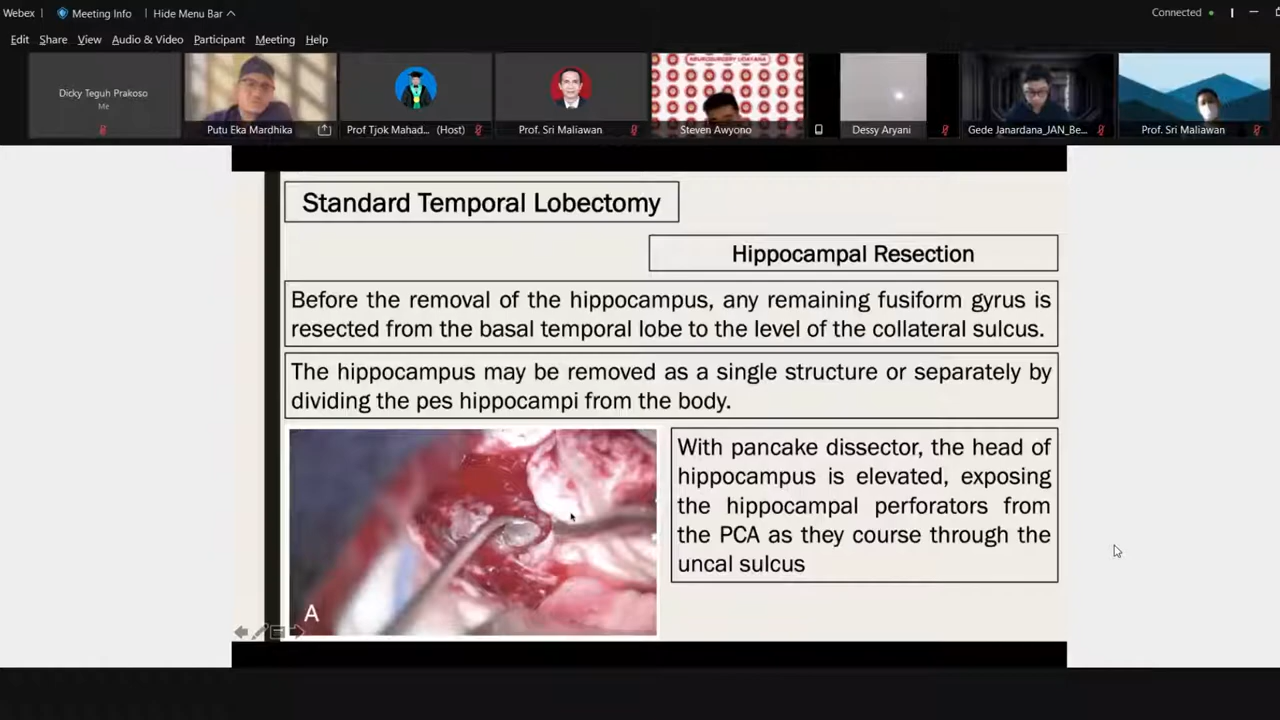 Webex
Meeting Info
Hide Menu Bar
Connected
Edit Share View Audio & Video Participant Meeting Help
Dicky Teguh Prakoso
Me
Putu Eka Mardhika
Prof Tjok Mahad... (Host)
Prof. Sri Maliawan
NEUROSURGERY UDAYANA
Steven Awyono
Dessy Aryani
Gede Janardana_JAN_Be...
Prof. Sri Maliawan
Standard Temporal Lobectomy
Hippocampal Resection
Before the removal of the hippocampus, any remaining fusiform gyrus is
resected from the basal temporal lobe to the level of the collateral sulcus.
The hippocampus may be removed as a single structure or separately by
dividing the pes hippocampi from the body.
With pancake dissector, the head of
hippocampus is elevated, exposing
the hippocampal perforators from
the PCA as they course through the
uncal sulcus
A